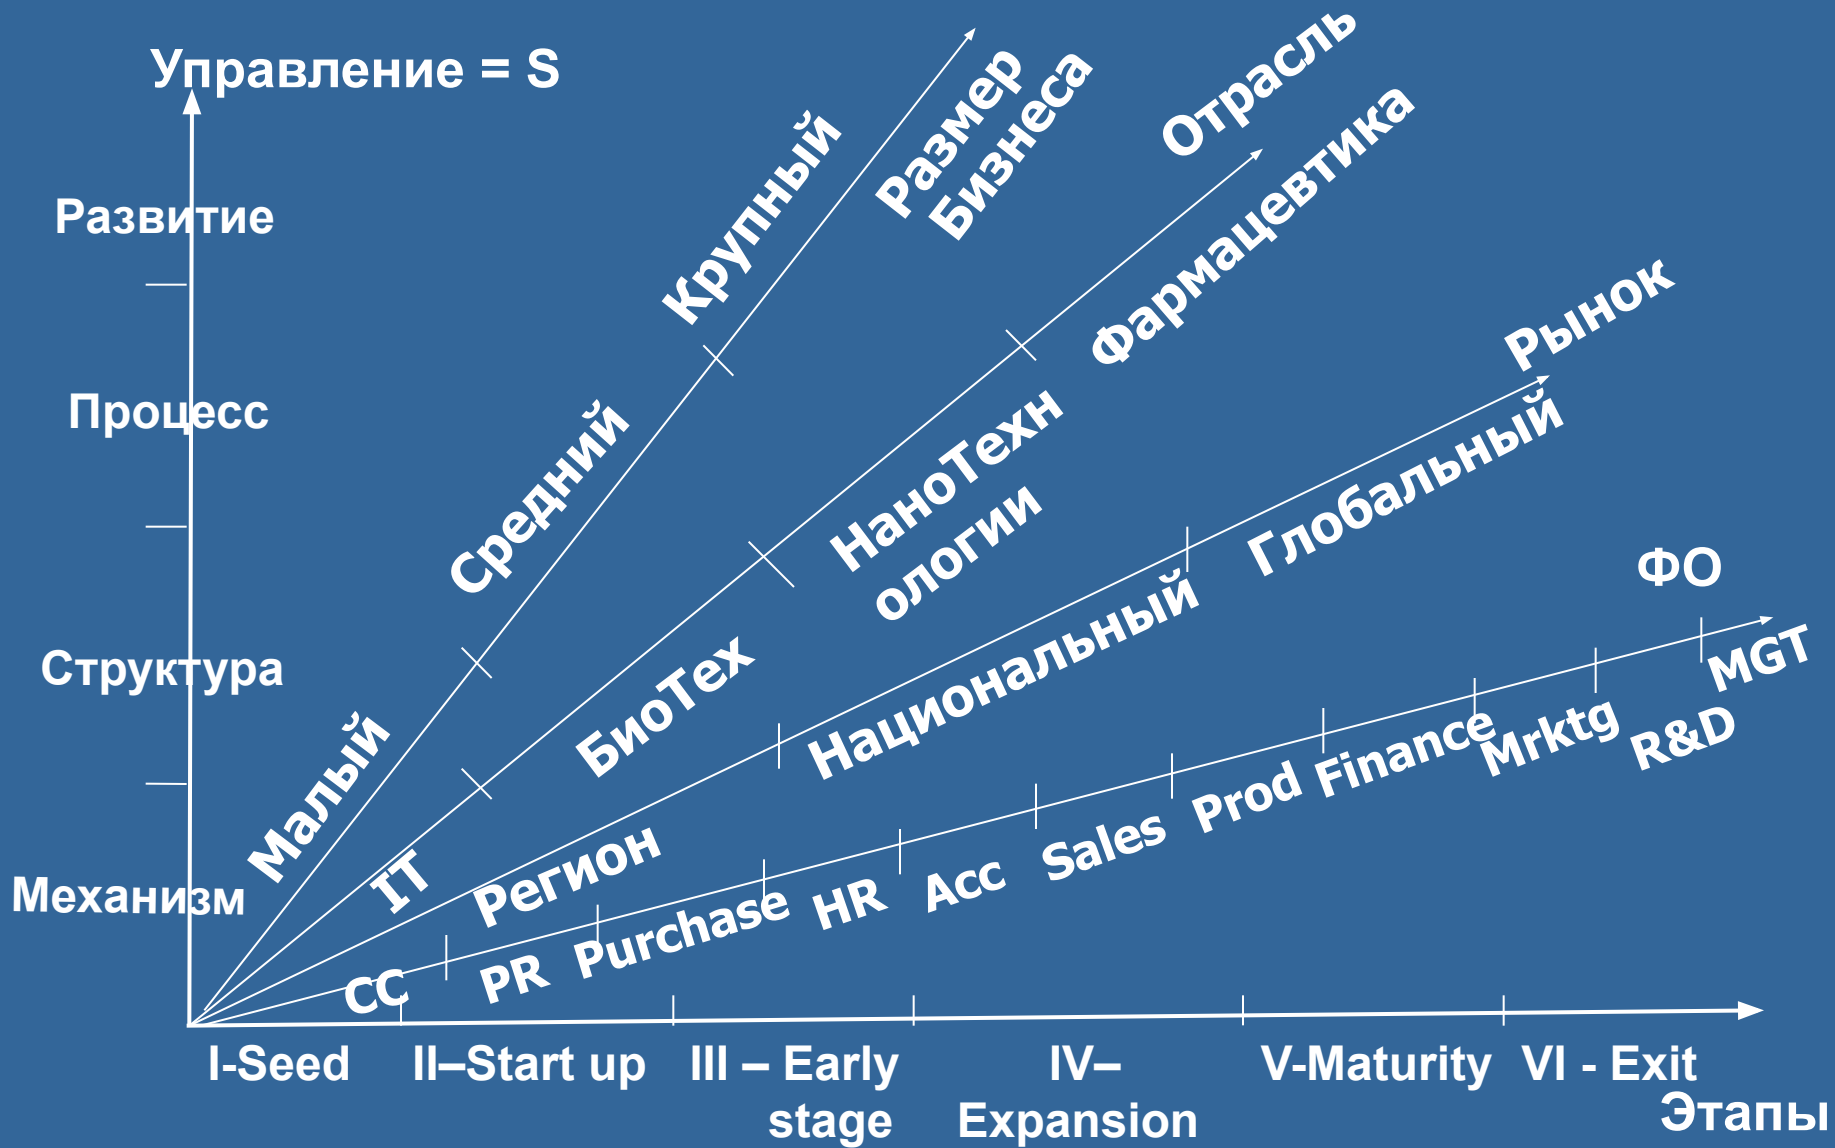 Управление = S
Развитие
Процесс
Структура
Механизм
Малый
Средний
Крупный
Размер
Бизнеса
IT
БиоТех
НаноТехн
ологии
Фармацевтика
Отрасль
Регион
Национальный
Глобальный
Рынок
CC
PR
Purchase
HR
Acc
Sales
Prod
Finance
Mrktg
R&D
MGT
ФО
I-Seed
II–Start up
III – Early
stage
IV–
Expansion
V-Maturity
VI - Exit
Этапы